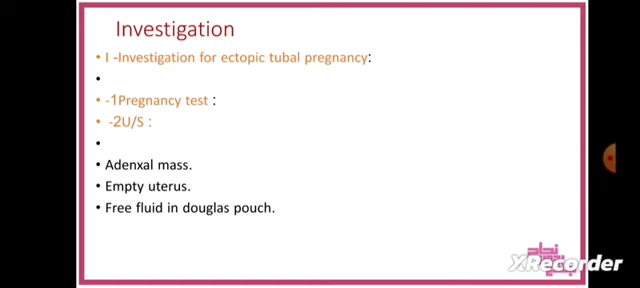 Investigation
• I -Investigation for ectopic tubal pregnancy:
•
• -1Pregnancy test :
• -2U/S :
•
• Adenxal mass.
• Empty uterus.
• Free fluid in douglas pouch.
XRecorder